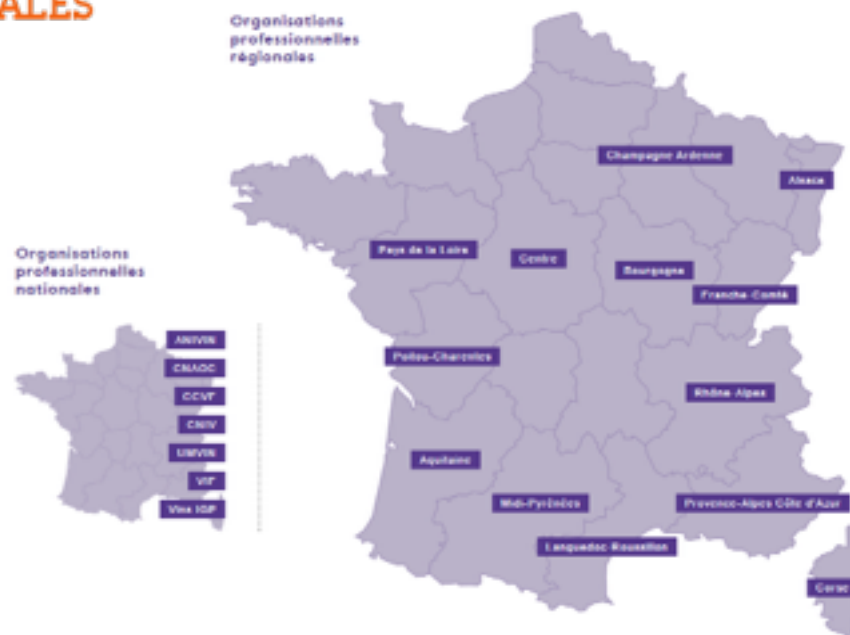 ALES
Organisations
professionnelles
régionales
Champagne Ardenne
Alsace
Pays de la Loire
Centre
Bourgogne
Franche-Comté
Organisations
professionnelles
nationales
ANIVIN
CNAOC
CCVF
CNIV
UMVIN
VIF
Vins IGP
Poitou-Charentes
Rhône Alpes
Aquitaine
Midi-Pyrénées
Provence-Alpes Côte d'Azur
Languedoc Roussillon
Corse